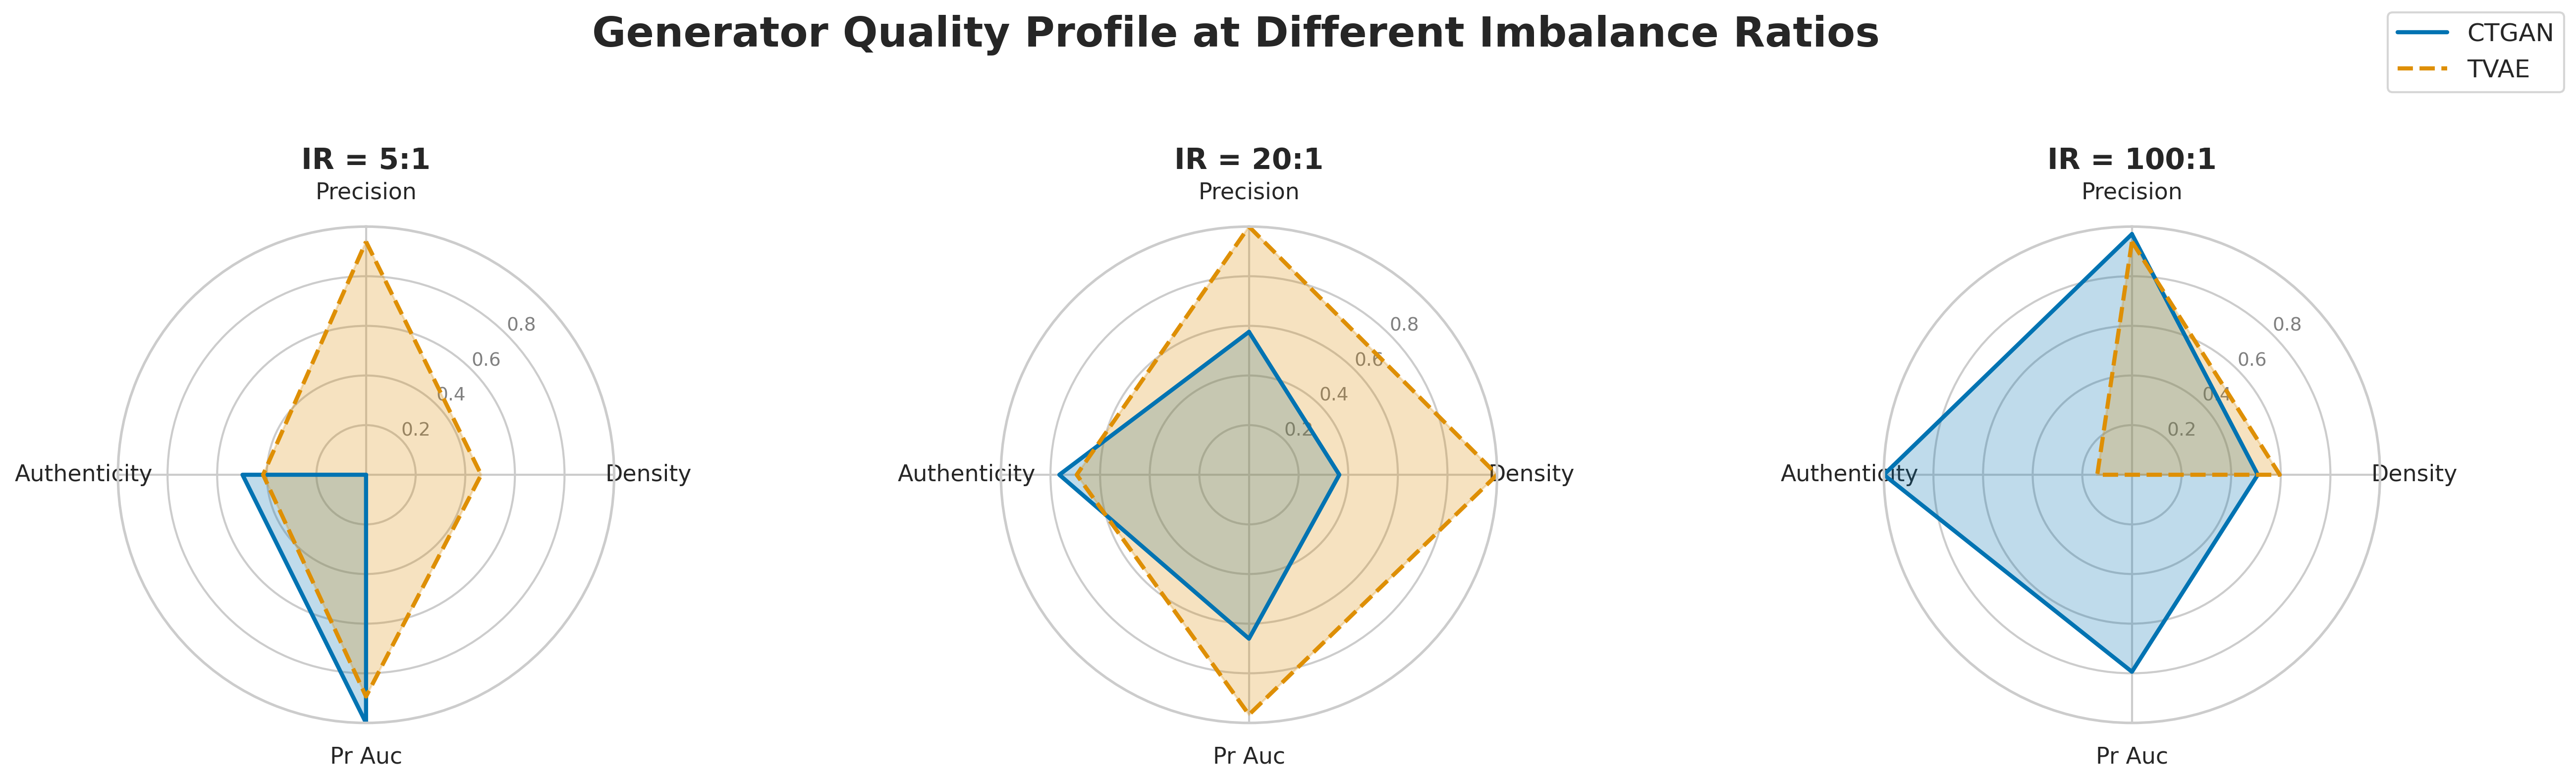 Generator Quality Profile at Different Imbalance Ratios
CTGAN
TVAE
IR = 5:1
Precision
0.8
0.6
0.4
0.2
Authenticity
Density
Pr Auc
IR = 20:1
Precision
0.8
0.6
0.4
0.2
Authenticity
Density
Pr Auc
IR = 100:1
Precision
0.8
0.6
0.4
0.2
Authenticity
Density
Pr Auc